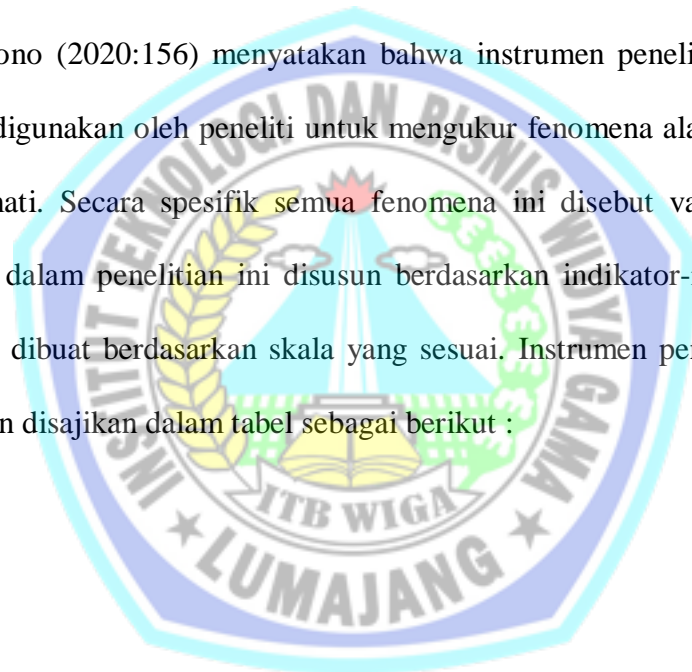 ono (2020:156) menyatakan bahwa instrumen peneli
digunakan oleh peneliti untuk mengukur fenomena ala
ati. Secara spesifik semua fenomena ini disebut va
dalam penelitian ini disusun berdasarkan indikator-
dibuat berdasarkan skala yang sesuai. Instrumen pe
n disajikan dalam tabel sebagai berikut :
INSTITUT TEKNOLOGI DAN BISNIS WIDYA GAMA
ITB WIGA
LUMAJANG